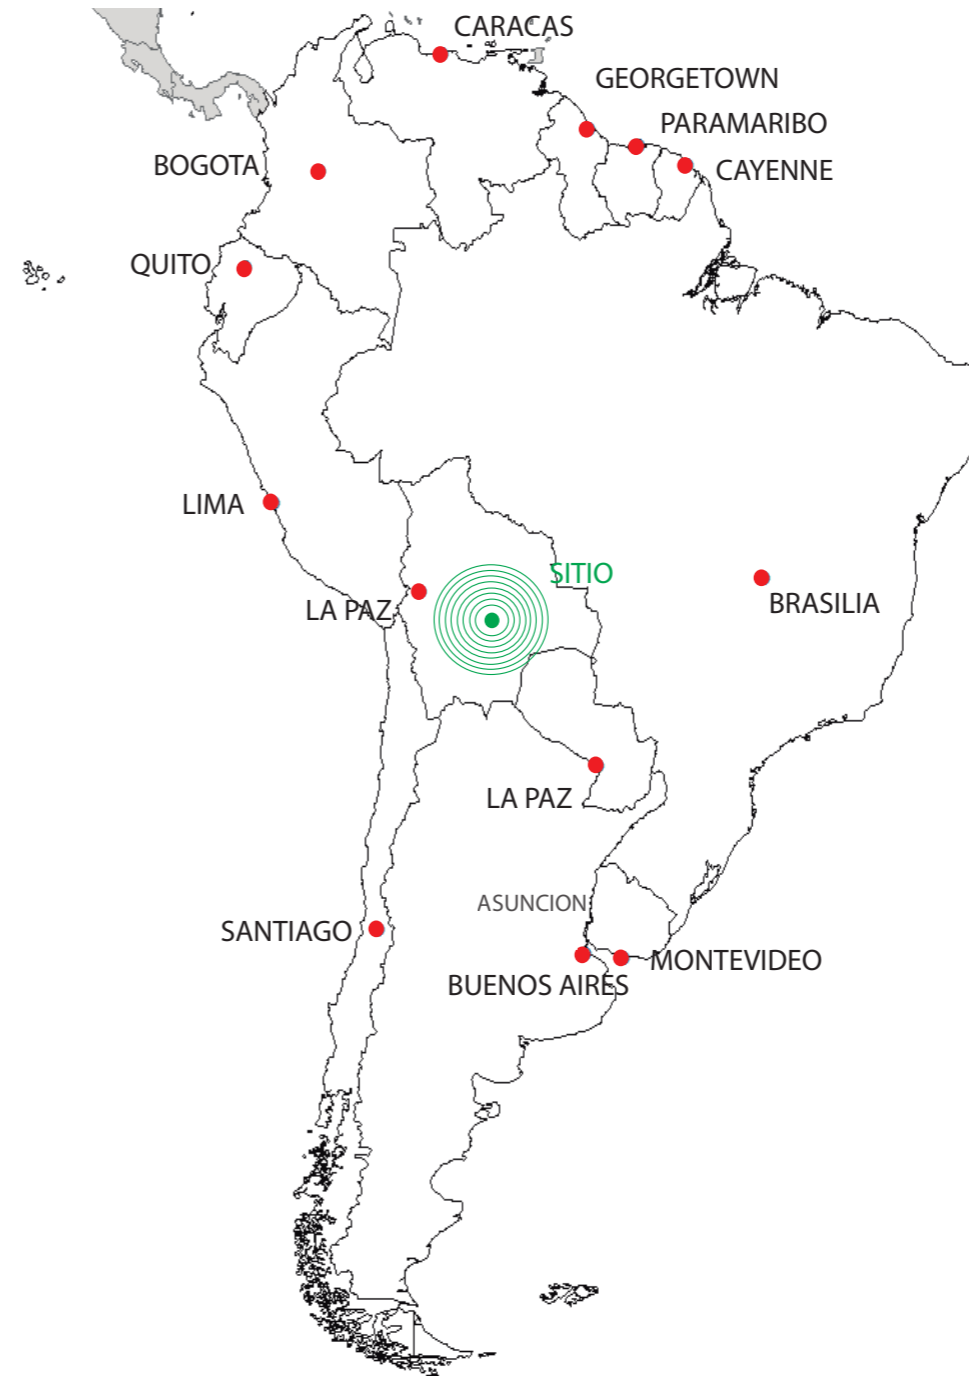 CARACAS
GEORGETOWN
PARAMARIBO
BOGOTA
CAYENNE
QUITO
LIMA
SITIO
LA PAZ
BRASILIA
LA PAZ
ASUNCION
SANTIAGO
MONTEVIDEO
BUENOS AIRES